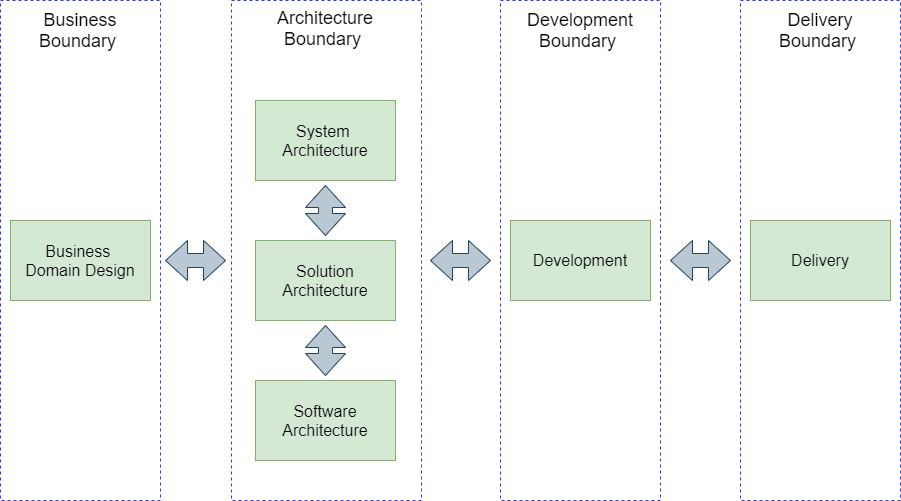 Business
Boundary
Architecture
Boundary
Development
Boundary
Delivery
Boundary
System
Architecture
Business
Domain Design
Solution
Architecture
Development
Delivery
Software
Architecture